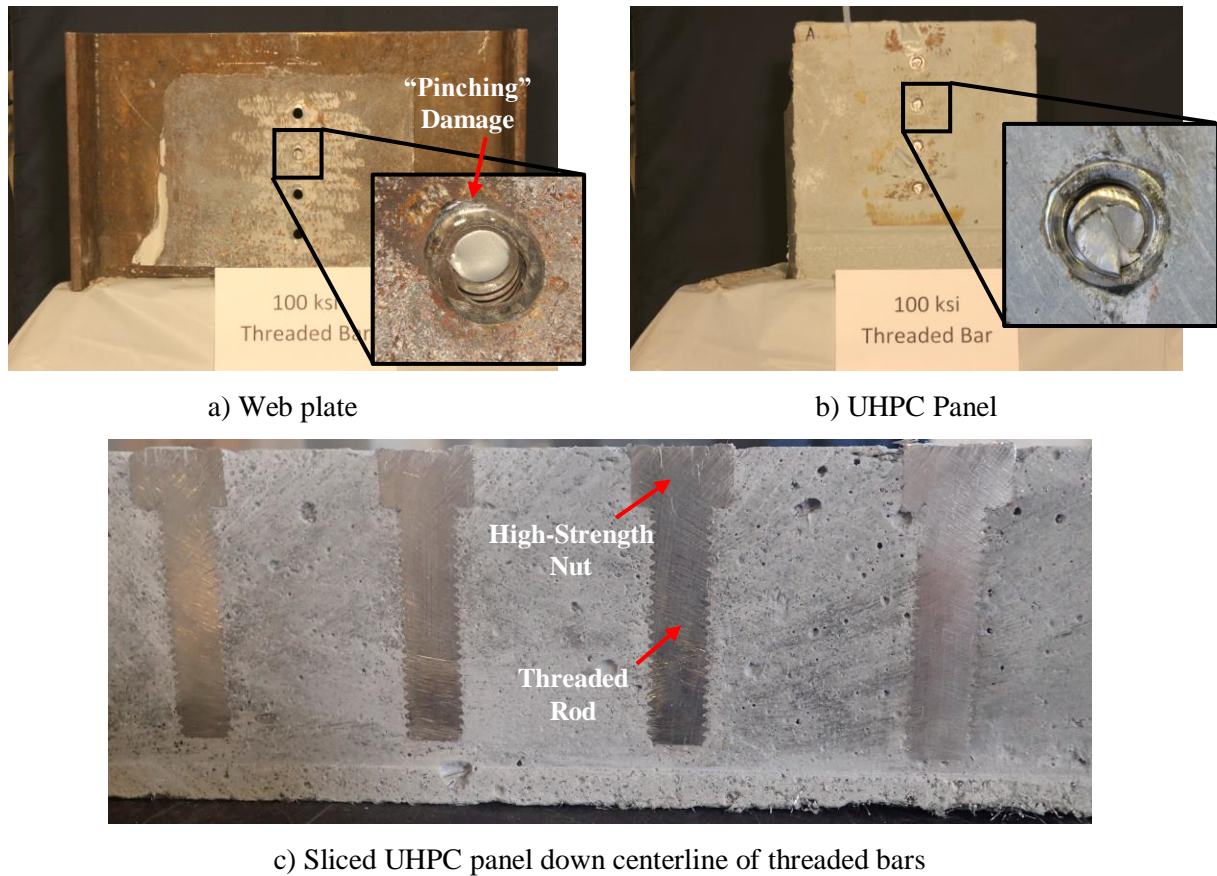 “Pinching”
Damage
100 ksi
Threaded Bar
a) Web plate
A
100 ksi
Threaded Bar
b) UHPC Panel
High-Strength
Nut
Threaded
Rod
c) Sliced UHPC panel down centerline of threaded bars